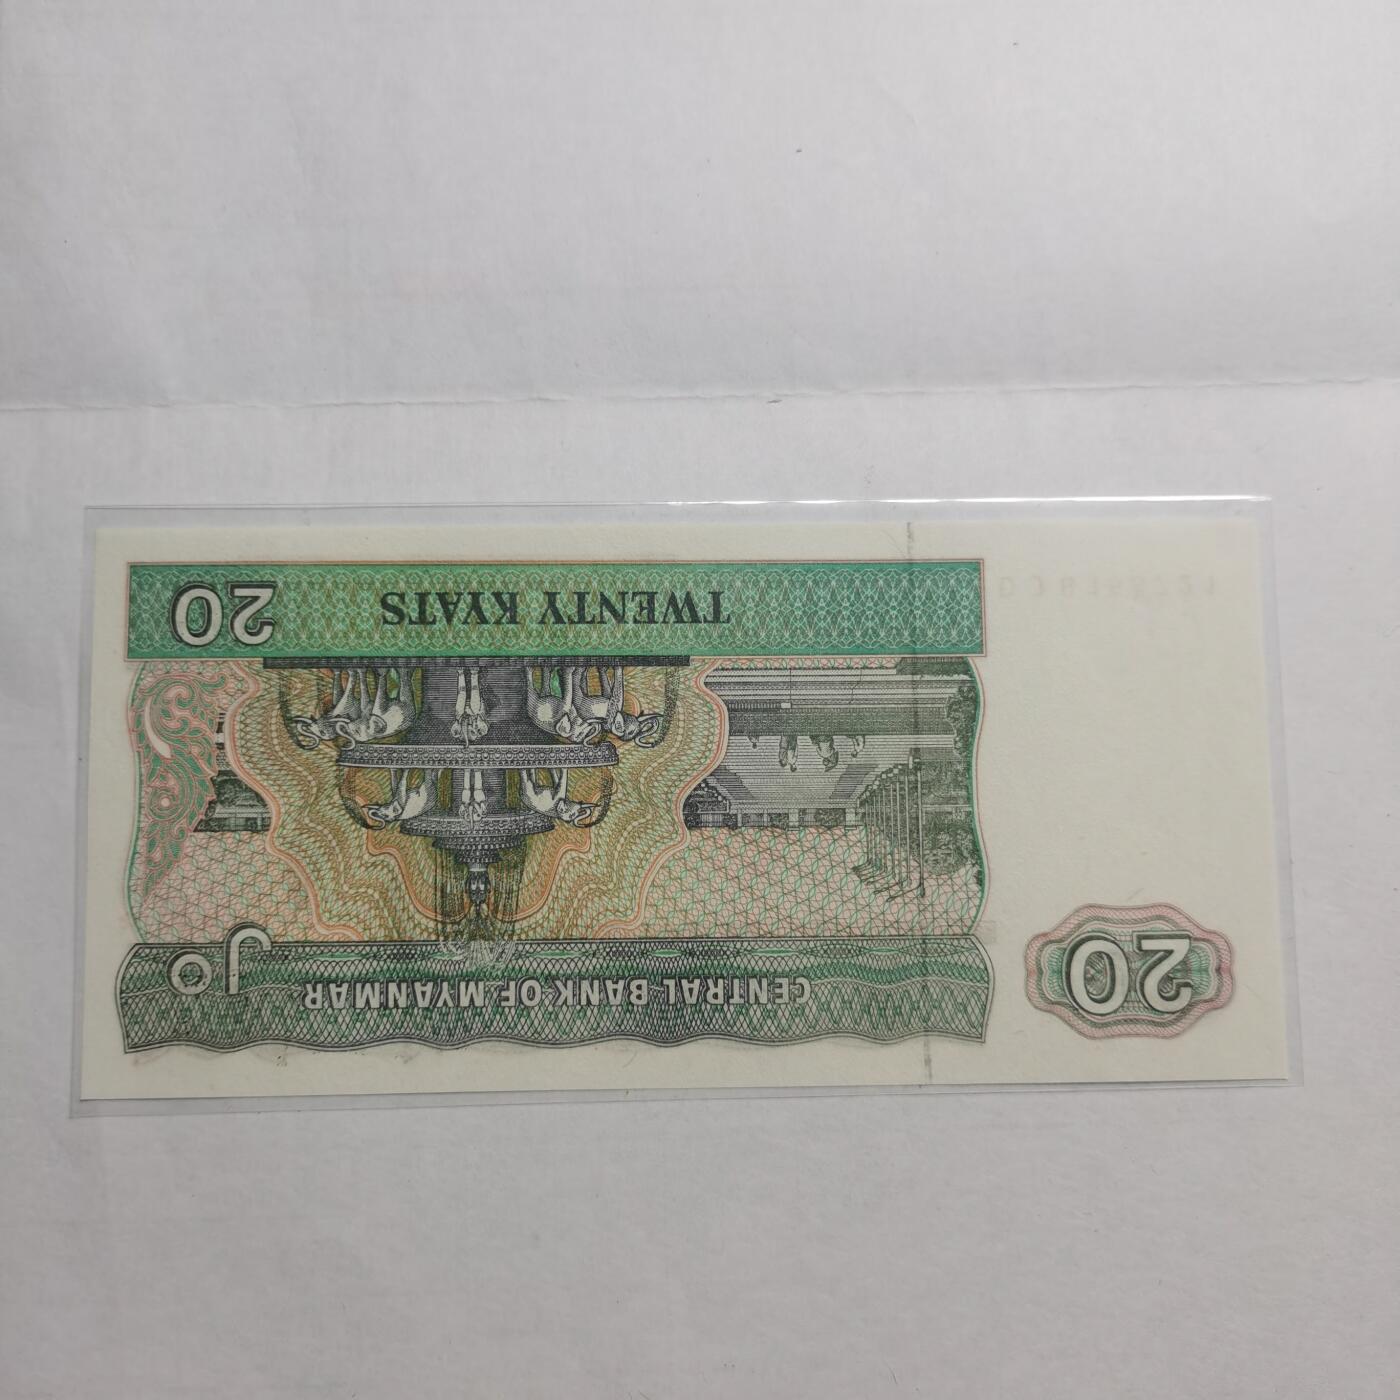 CENTRAL BANK OF MYANMAR
၂၀
20
TWENTY KYATS
20